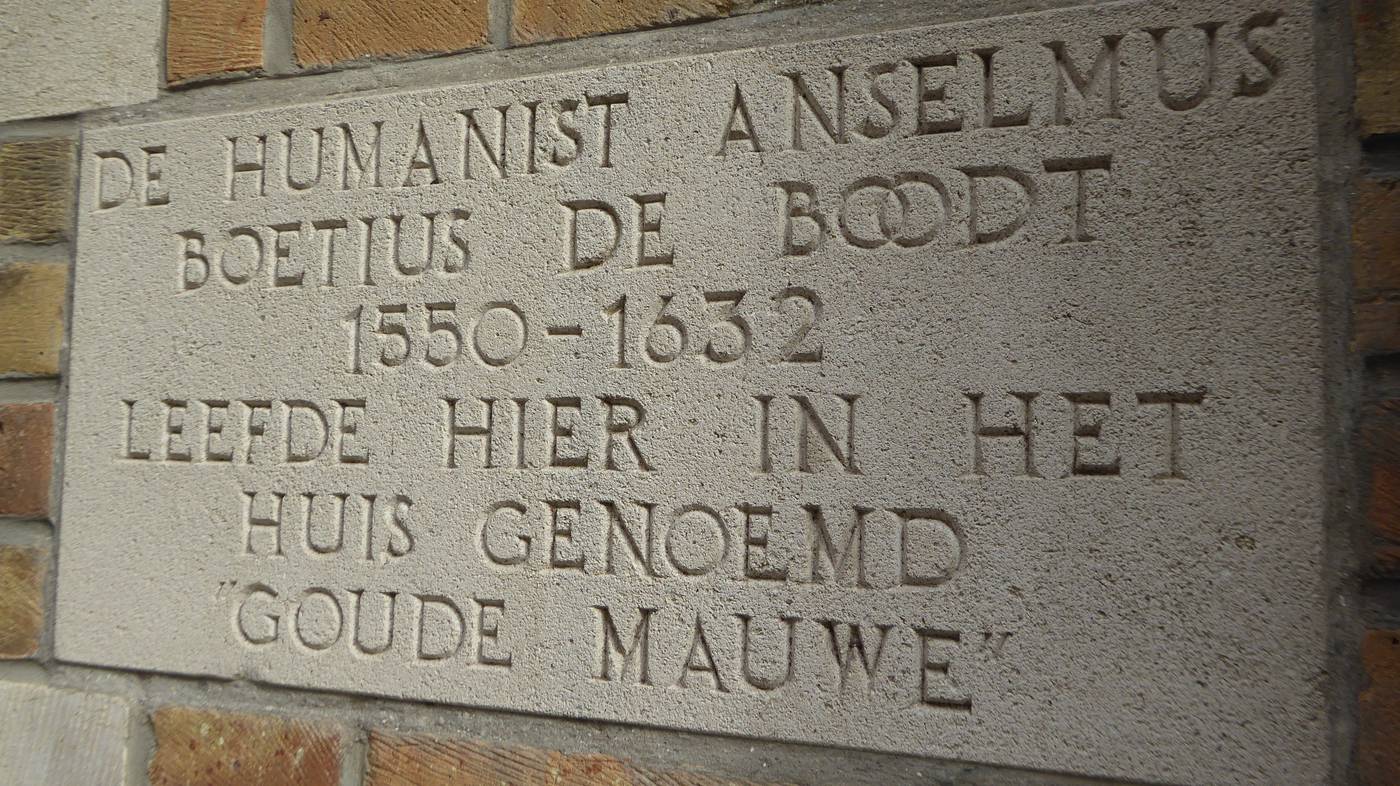 DE HUMANIST ANSELMUS
BOETIUS DE BOODT
1550-1632
LEEFDE HIER IN HET
HUIS GENOEMD
"GOUDE MAUWE"